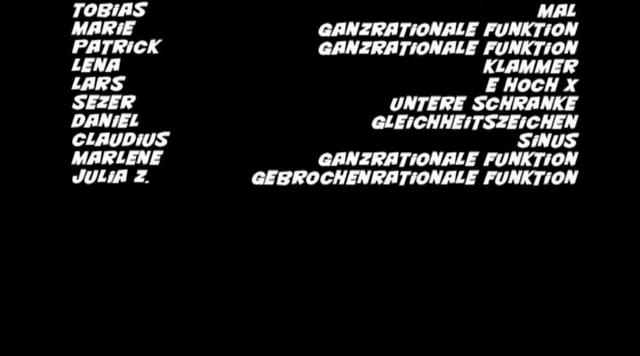 TOBIAS MAL
MARIE GANZRATIONALE FUNKTION
PATRICK GANZRATIONALE FUNKTION
LENA KLAMMER
LARS E HOCH X
SEZER UNTERE SCHRANKE
DANIEL GLEICHHEITSZEICHEN
CLAUDIUS SINUS
MARLENE GANZRATIONALE FUNKTION
JULIA Z. GEBROCHENRATIONALE FUNKTION